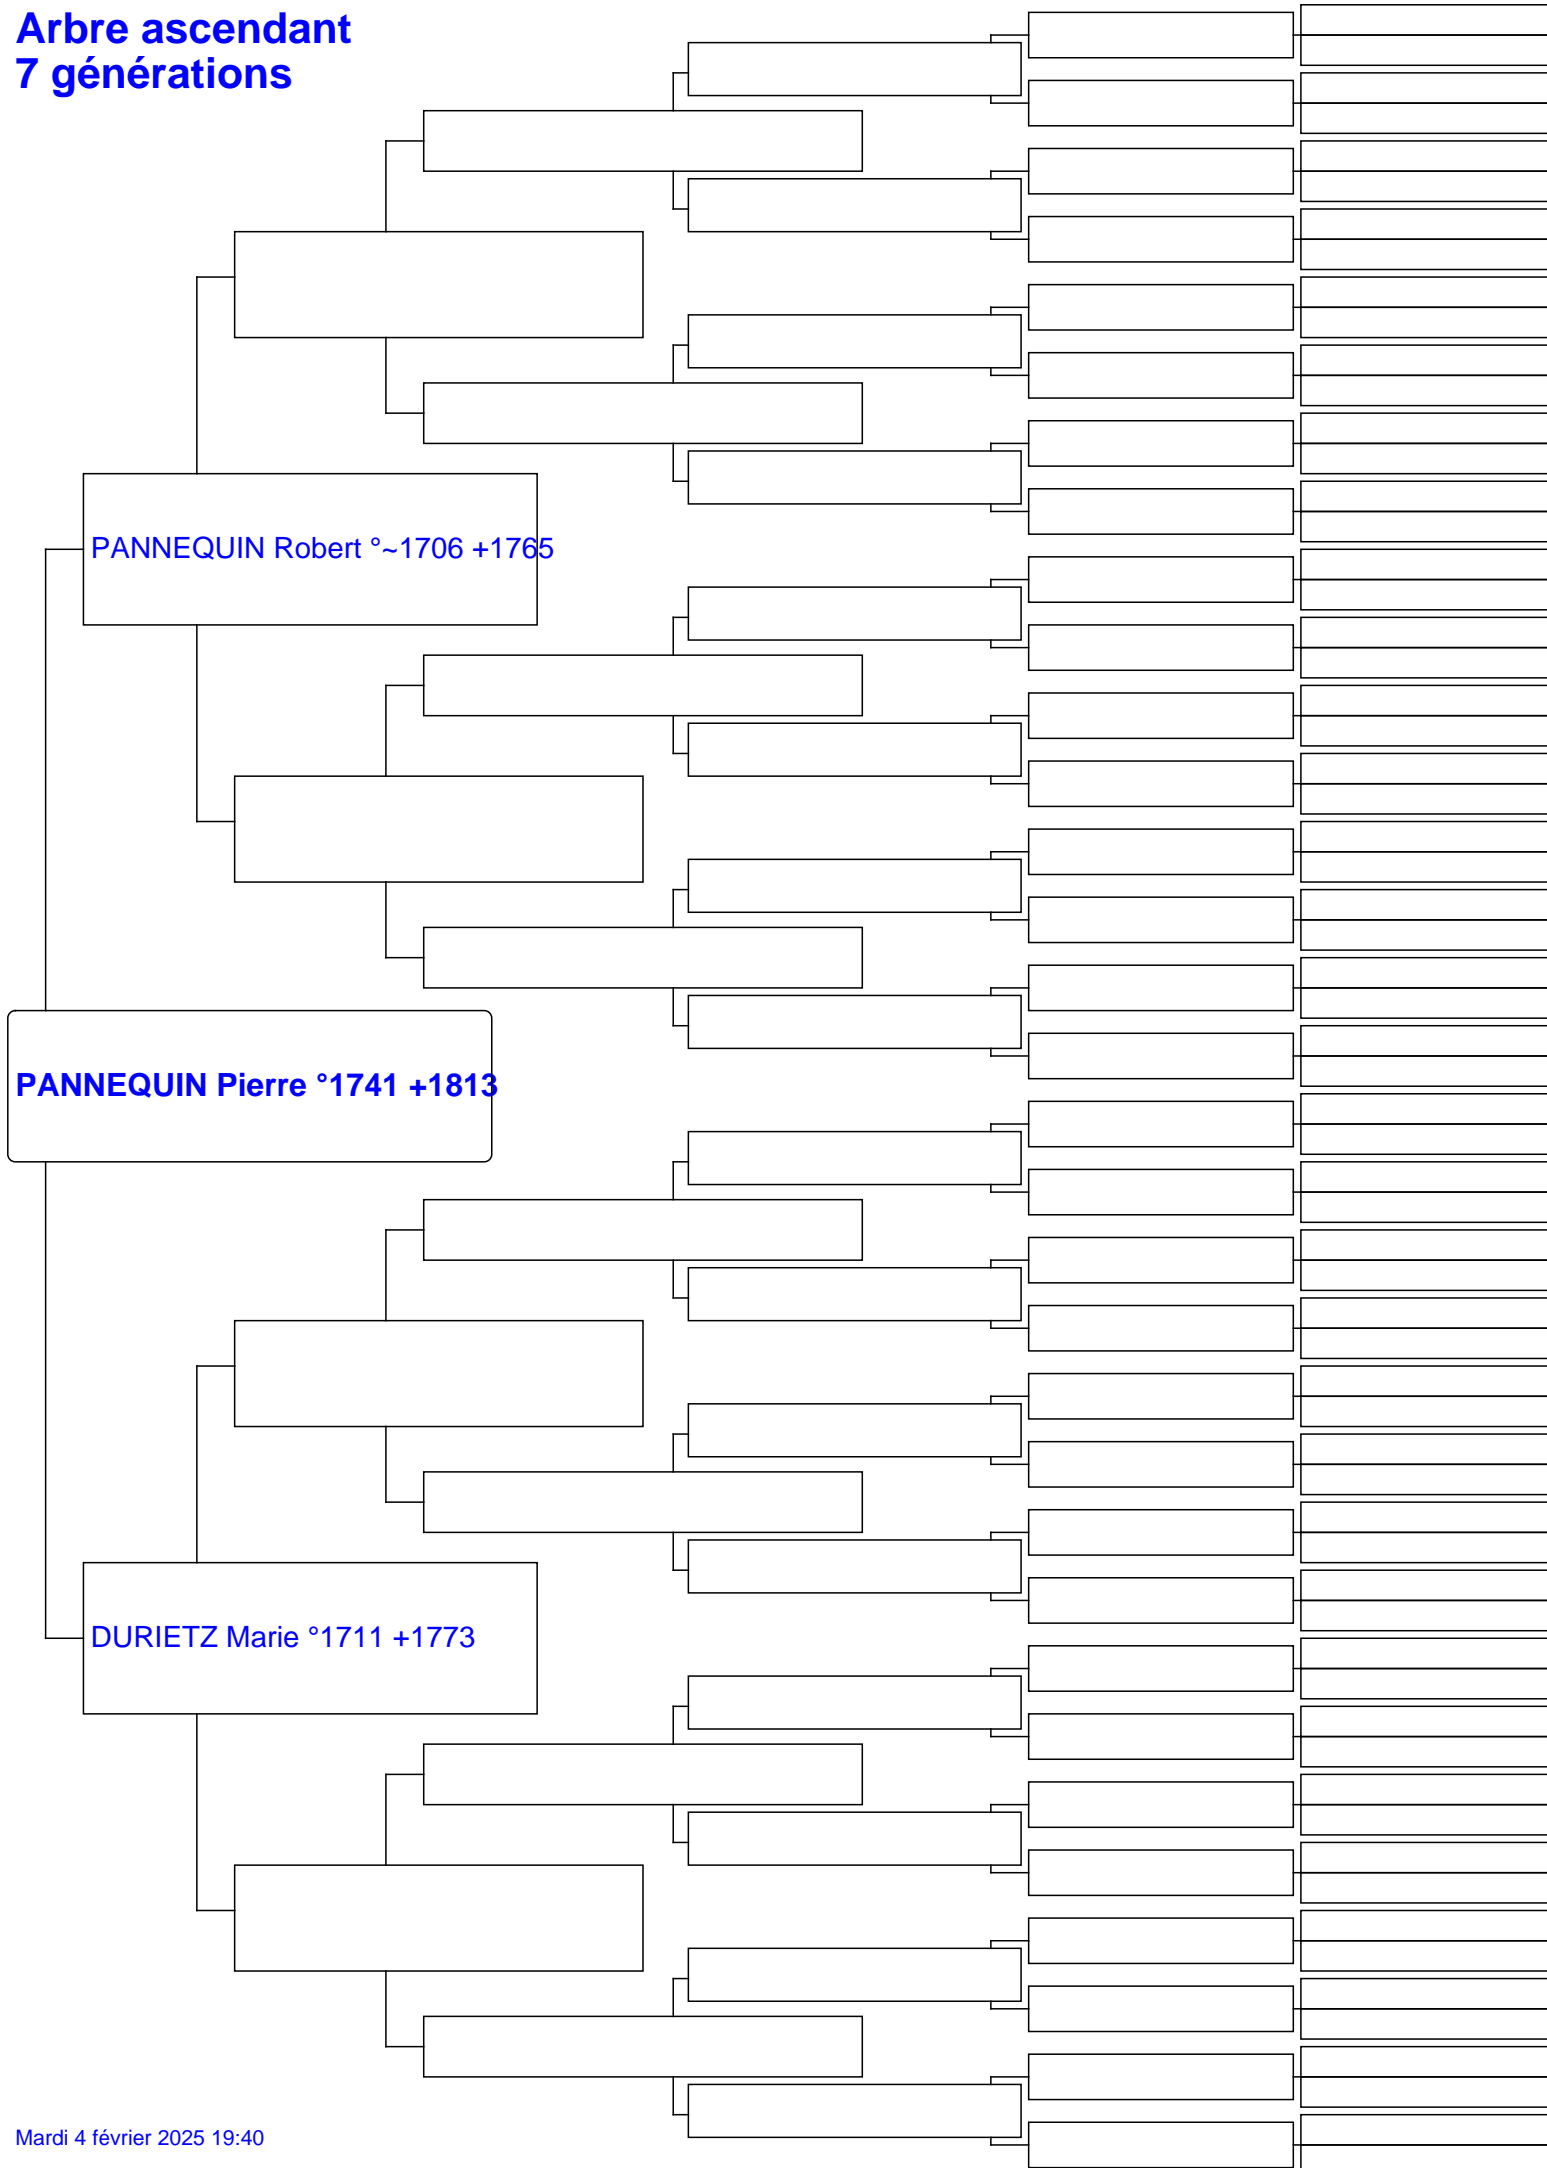 Arbre ascendant
7 générations
PANNEQUIN Robert °~1706 +1765
PANNEQUIN Pierre °1741 +1813
DURIETZ Marie °1711 +1773
Mardi 4 février 2025 19:40